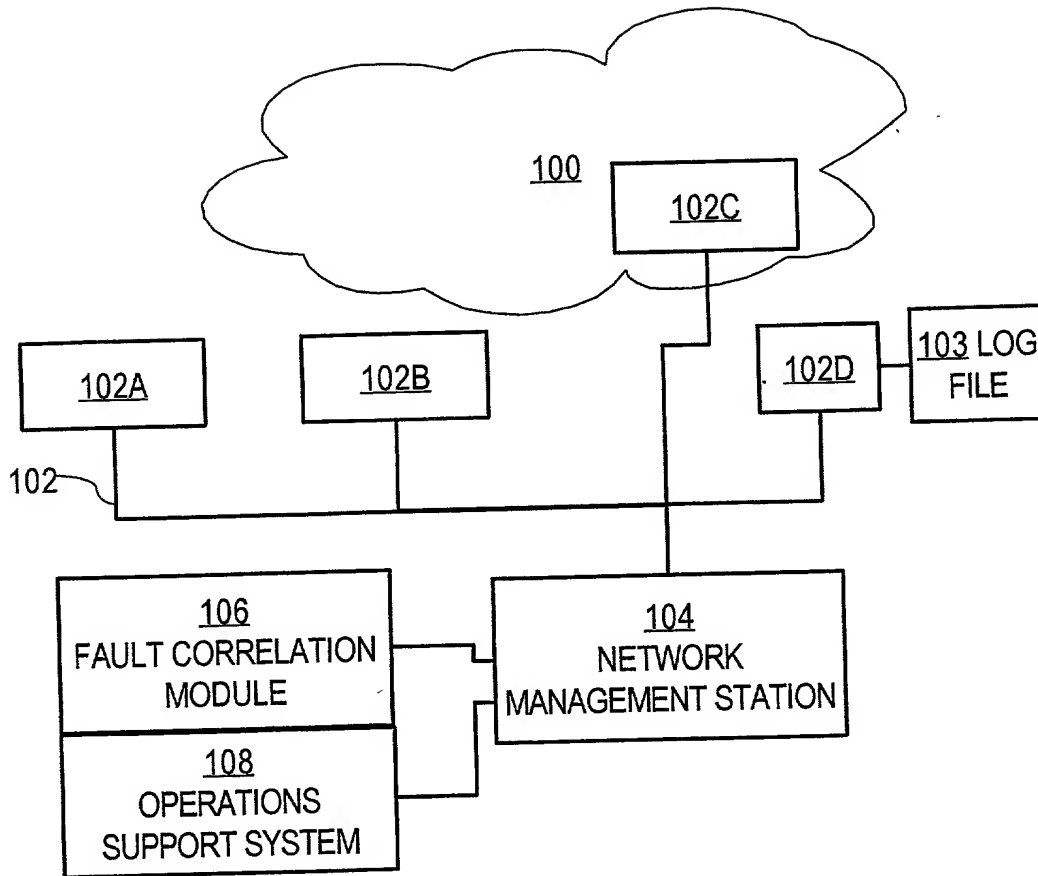 100
102C
102A
102B
102D
103 LOG
FILE
102
106
FAULT CORRELATION
MODULE
104
NETWORK
MANAGEMENT STATION
108
OPERATIONS
SUPPORT SYSTEM